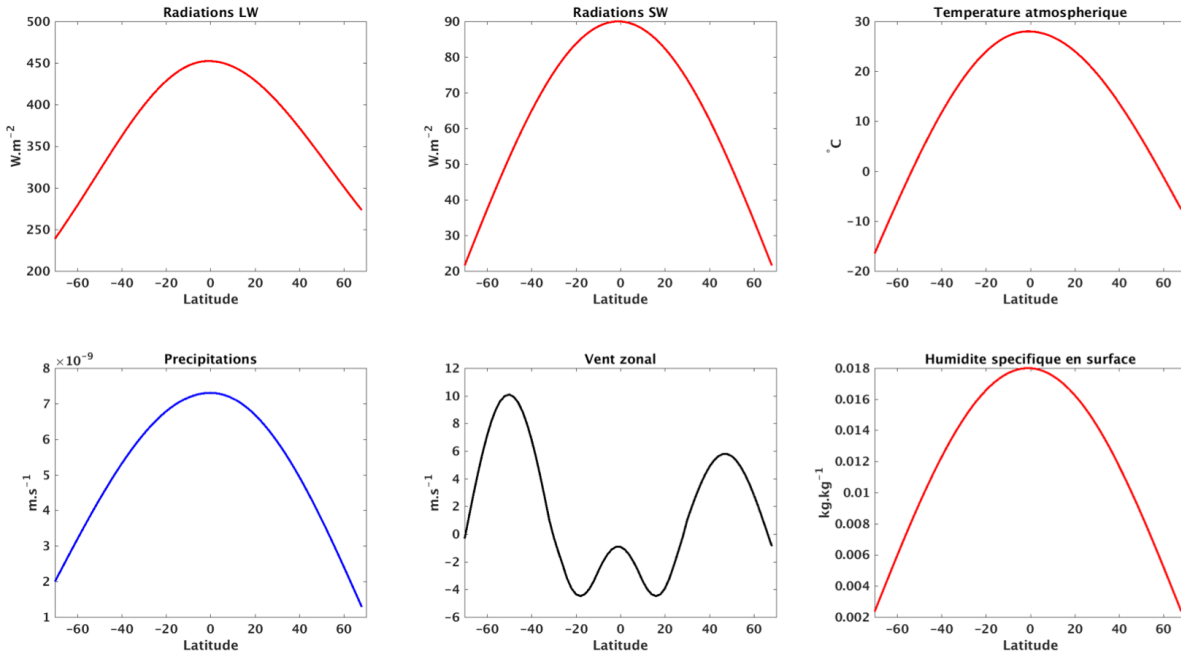 Radiations LW
500
450
400
350
300
250
200
W.m⁻²
−60 −40 −20 0 20 40 60
Latitude
Radiations SW
90
80
70
60
50
40
30
20
W.m⁻²
−60 −40 −20 0 20 40 60
Latitude
Temperature atmospherique
30
20
10
0
−10
−20
°C
−60 −40 −20 0 20 40 60
Latitude
Precipitations
×10⁻⁹
8
7
6
5
4
3
2
1
m.s⁻¹
−60 −40 −20 0 20 40 60
Latitude
Vent zonal
12
10
8
6
4
2
0
−2
−4
−6
m.s⁻¹
−60 −40 −20 0 20 40 60
Latitude
Humidite specifique en surface
0.018
0.016
0.014
0.012
0.01
0.008
0.006
0.004
0.002
kg.kg⁻¹
−60 −40 −20 0 20 40 60
Latitude